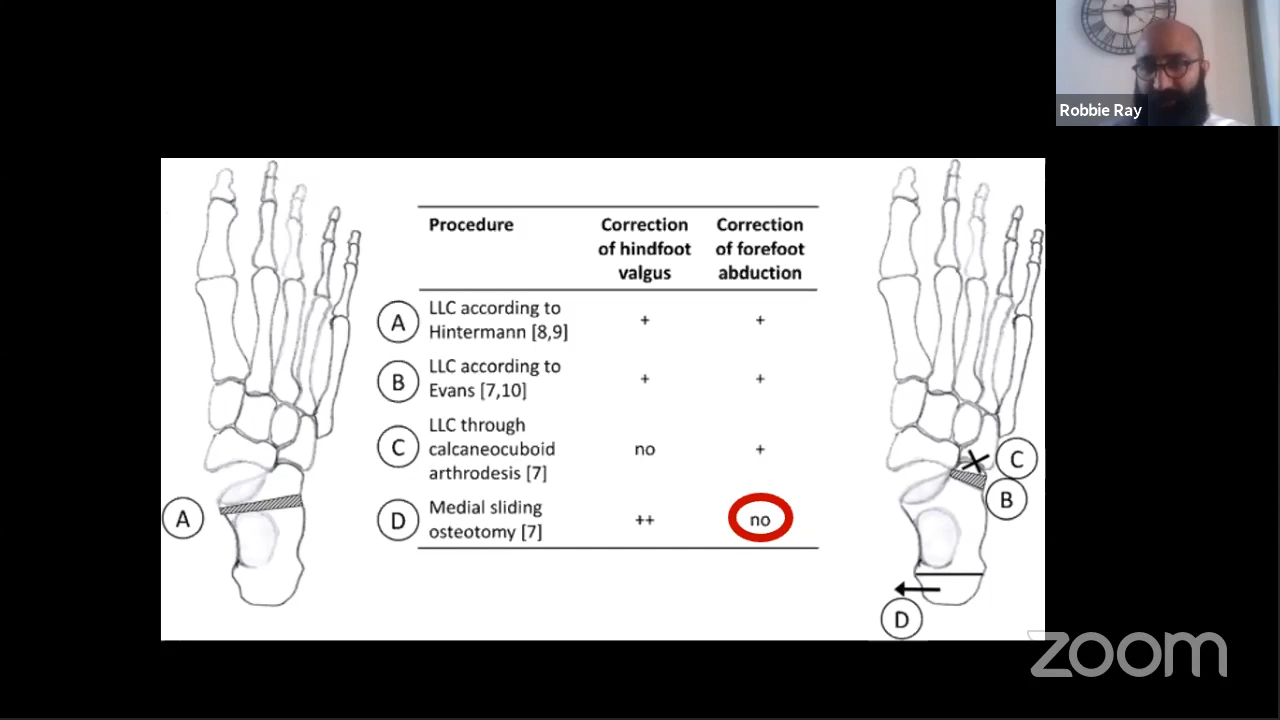 Robbie Ray
Procedure
Correction
of hindfoot
valgus
Correction
of forefoot
abduction
A
LLC according to
Hintermann [8,9]
+
+
B
LLC according to
Evans [7,10]
+
+
C
LLC through
calcaneocuboid
arthrodesis [7]
no
+
D
Medial sliding
osteotomy [7]
++
no
A
C
B
D
zoom